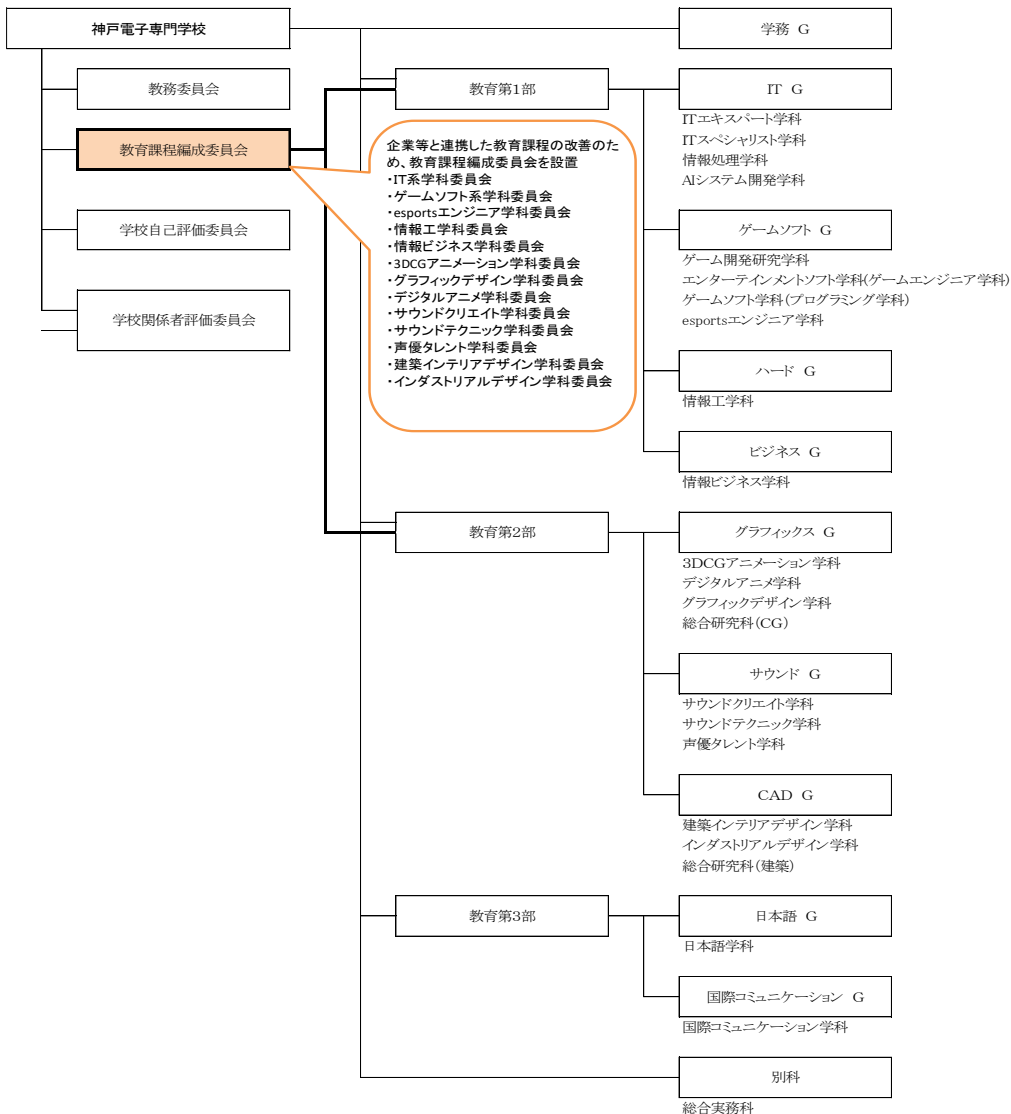 神戸電子専門学校
学務 G
教務委員会
教育課程編成委員会
学校自己評価委員会
学校関係者評価委員会
教育第1部
企業等と連携した教育課程の改善のた
め、教育課程編成委員会を設置
・IT系学科委員会
・ゲームソフト系学科委員会
・esportsエンジニア学科委員会
・情報工学科委員会
・情報ビジネス学科委員会
・3DCGアニメーション学科委員会
・グラフィックデザイン学科委員会
・デジタルアニメ学科委員会
・サウンドクリエイト学科委員会
・サウンドテクニック学科委員会
・声優タレント学科委員会
・建築インテリアデザイン学科委員会
・インダストリアルデザイン学科委員会
IT G
ITエキスパート学科
ITスペシャリスト学科
情報処理学科
AIシステム開発学科
ゲームソフト G
ゲーム開発研究学科
エンターテインメントソフト学科(ゲームエンジニア学科)
ゲームソフト学科(プログラミング学科)
esportsエンジニア学科
ハード G
情報工学科
ビジネス G
情報ビジネス学科
教育第2部
グラフィックス G
3DCGアニメーション学科
デジタルアニメ学科
グラフィックデザイン学科
総合研究科(CG)
サウンド G
サウンドクリエイト学科
サウンドテクニック学科
声優タレント学科
CAD G
建築インテリアデザイン学科
インダストリアルデザイン学科
総合研究科(建築)
教育第3部
日本語 G
日本語学科
国際コミュニケーション G
国際コミュニケーション学科
別科
総合実務科